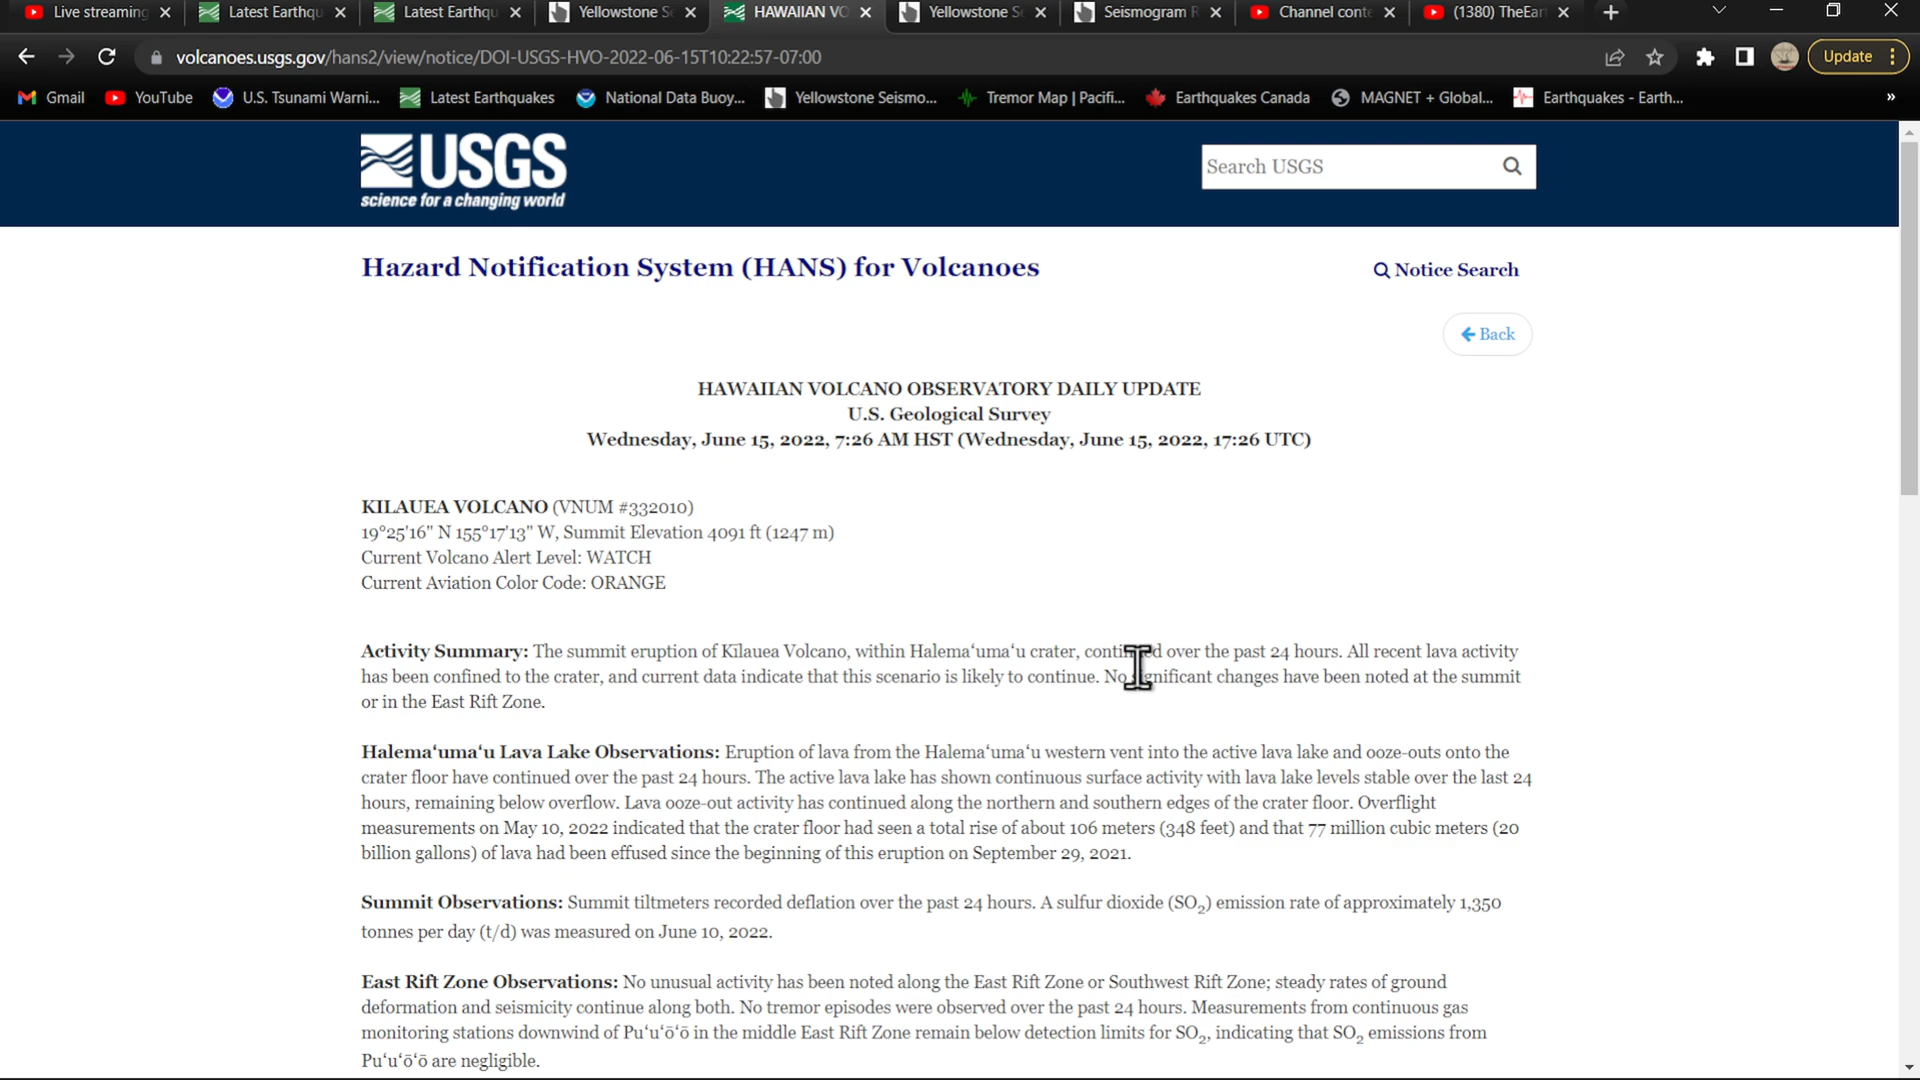 Live streaming
Latest Earthqu
Latest Earthqu
Yellowstone S
HAWAIIAN VO
Yellowstone S
Seismogram R
Channel conte
(1380) TheEar
volcanoes.usgs.gov/hans2/view/notice/DOI-USGS-HVO-2022-06-15T10:22:57-07:00
Update
Gmail
YouTube
U.S. Tsunami Warni...
Latest Earthquakes
National Data Buoy...
Yellowstone Seismo...
Tremor Map | Pacifi...
Earthquakes Canada
MAGNET + Global...
Earthquakes - Earth...
»
USGS
science for a changing world
Search USGS
Hazard Notification System (HANS) for Volcanoes
Notice Search
Back
HAWAIIAN VOLCANO OBSERVATORY DAILY UPDATE
U.S. Geological Survey
Wednesday, June 15, 2022, 7:26 AM HST (Wednesday, June 15, 2022, 17:26 UTC)
KILAUEA VOLCANO (VNUM #332010)
19°25'16" N 155°17'13" W, Summit Elevation 4091 ft (1247 m)
Current Volcano Alert Level: WATCH
Current Aviation Color Code: ORANGE
Activity Summary: The summit eruption of Kīlauea Volcano, within Halemaʻumaʻu crater, continued over the past 24 hours. All recent lava activity
has been confined to the crater, and current data indicate that this scenario is likely to continue. No significant changes have been noted at the summit
or in the East Rift Zone.
Halemaʻumaʻu Lava Lake Observations: Eruption of lava from the Halemaʻumaʻu western vent into the active lava lake and ooze-outs onto the
crater floor have continued over the past 24 hours. The active lava lake has shown continuous surface activity with lava lake levels stable over the last 24
hours, remaining below overflow. Lava ooze-out activity has continued along the northern and southern edges of the crater floor. Overflight
measurements on May 10, 2022 indicated that the crater floor had seen a total rise of about 106 meters (348 feet) and that 77 million cubic meters (20
billion gallons) of lava had been effused since the beginning of this eruption on September 29, 2021.
Summit Observations: Summit tiltmeters recorded deflation over the past 24 hours. A sulfur dioxide (SO₂) emission rate of approximately 1,350
tonnes per day (t/d) was measured on June 10, 2022.
East Rift Zone Observations: No unusual activity has been noted along the East Rift Zone or Southwest Rift Zone; steady rates of ground
deformation and seismicity continue along both. No tremor episodes were observed over the past 24 hours. Measurements from continuous gas
monitoring stations downwind of Puʻuʻōʻō in the middle East Rift Zone remain below detection limits for SO₂, indicating that SO₂ emissions from
Puʻuʻōʻō are negligible.